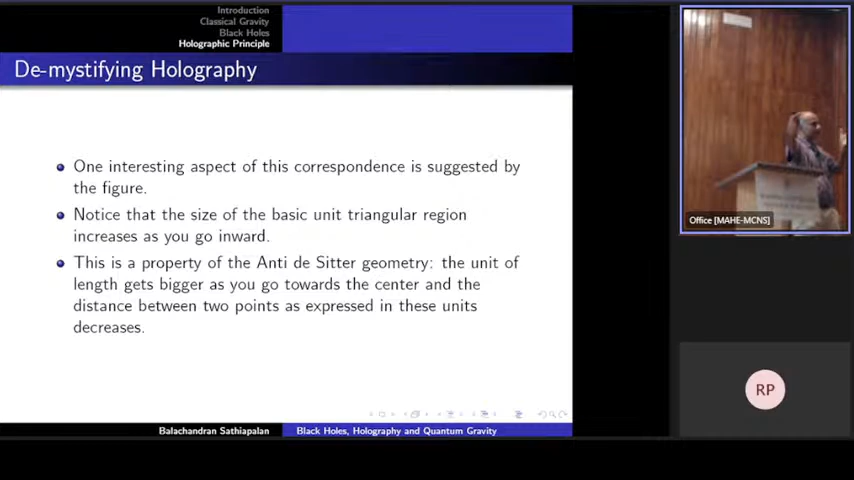 Introduction
Classical Gravity
Black Holes
Holographic Principle
De-mystifying Holography
One interesting aspect of this correspondence is suggested by
the figure.
Notice that the size of the basic unit triangular region
increases as you go inward.
This is a property of the Anti de Sitter geometry: the unit of
length gets bigger as you go towards the center and the
distance between two points as expressed in these units
decreases.
Balachandran Sathiapalan
Black Holes, Holography and Quantum Gravity
Office [MAHE-MCNS]
RP